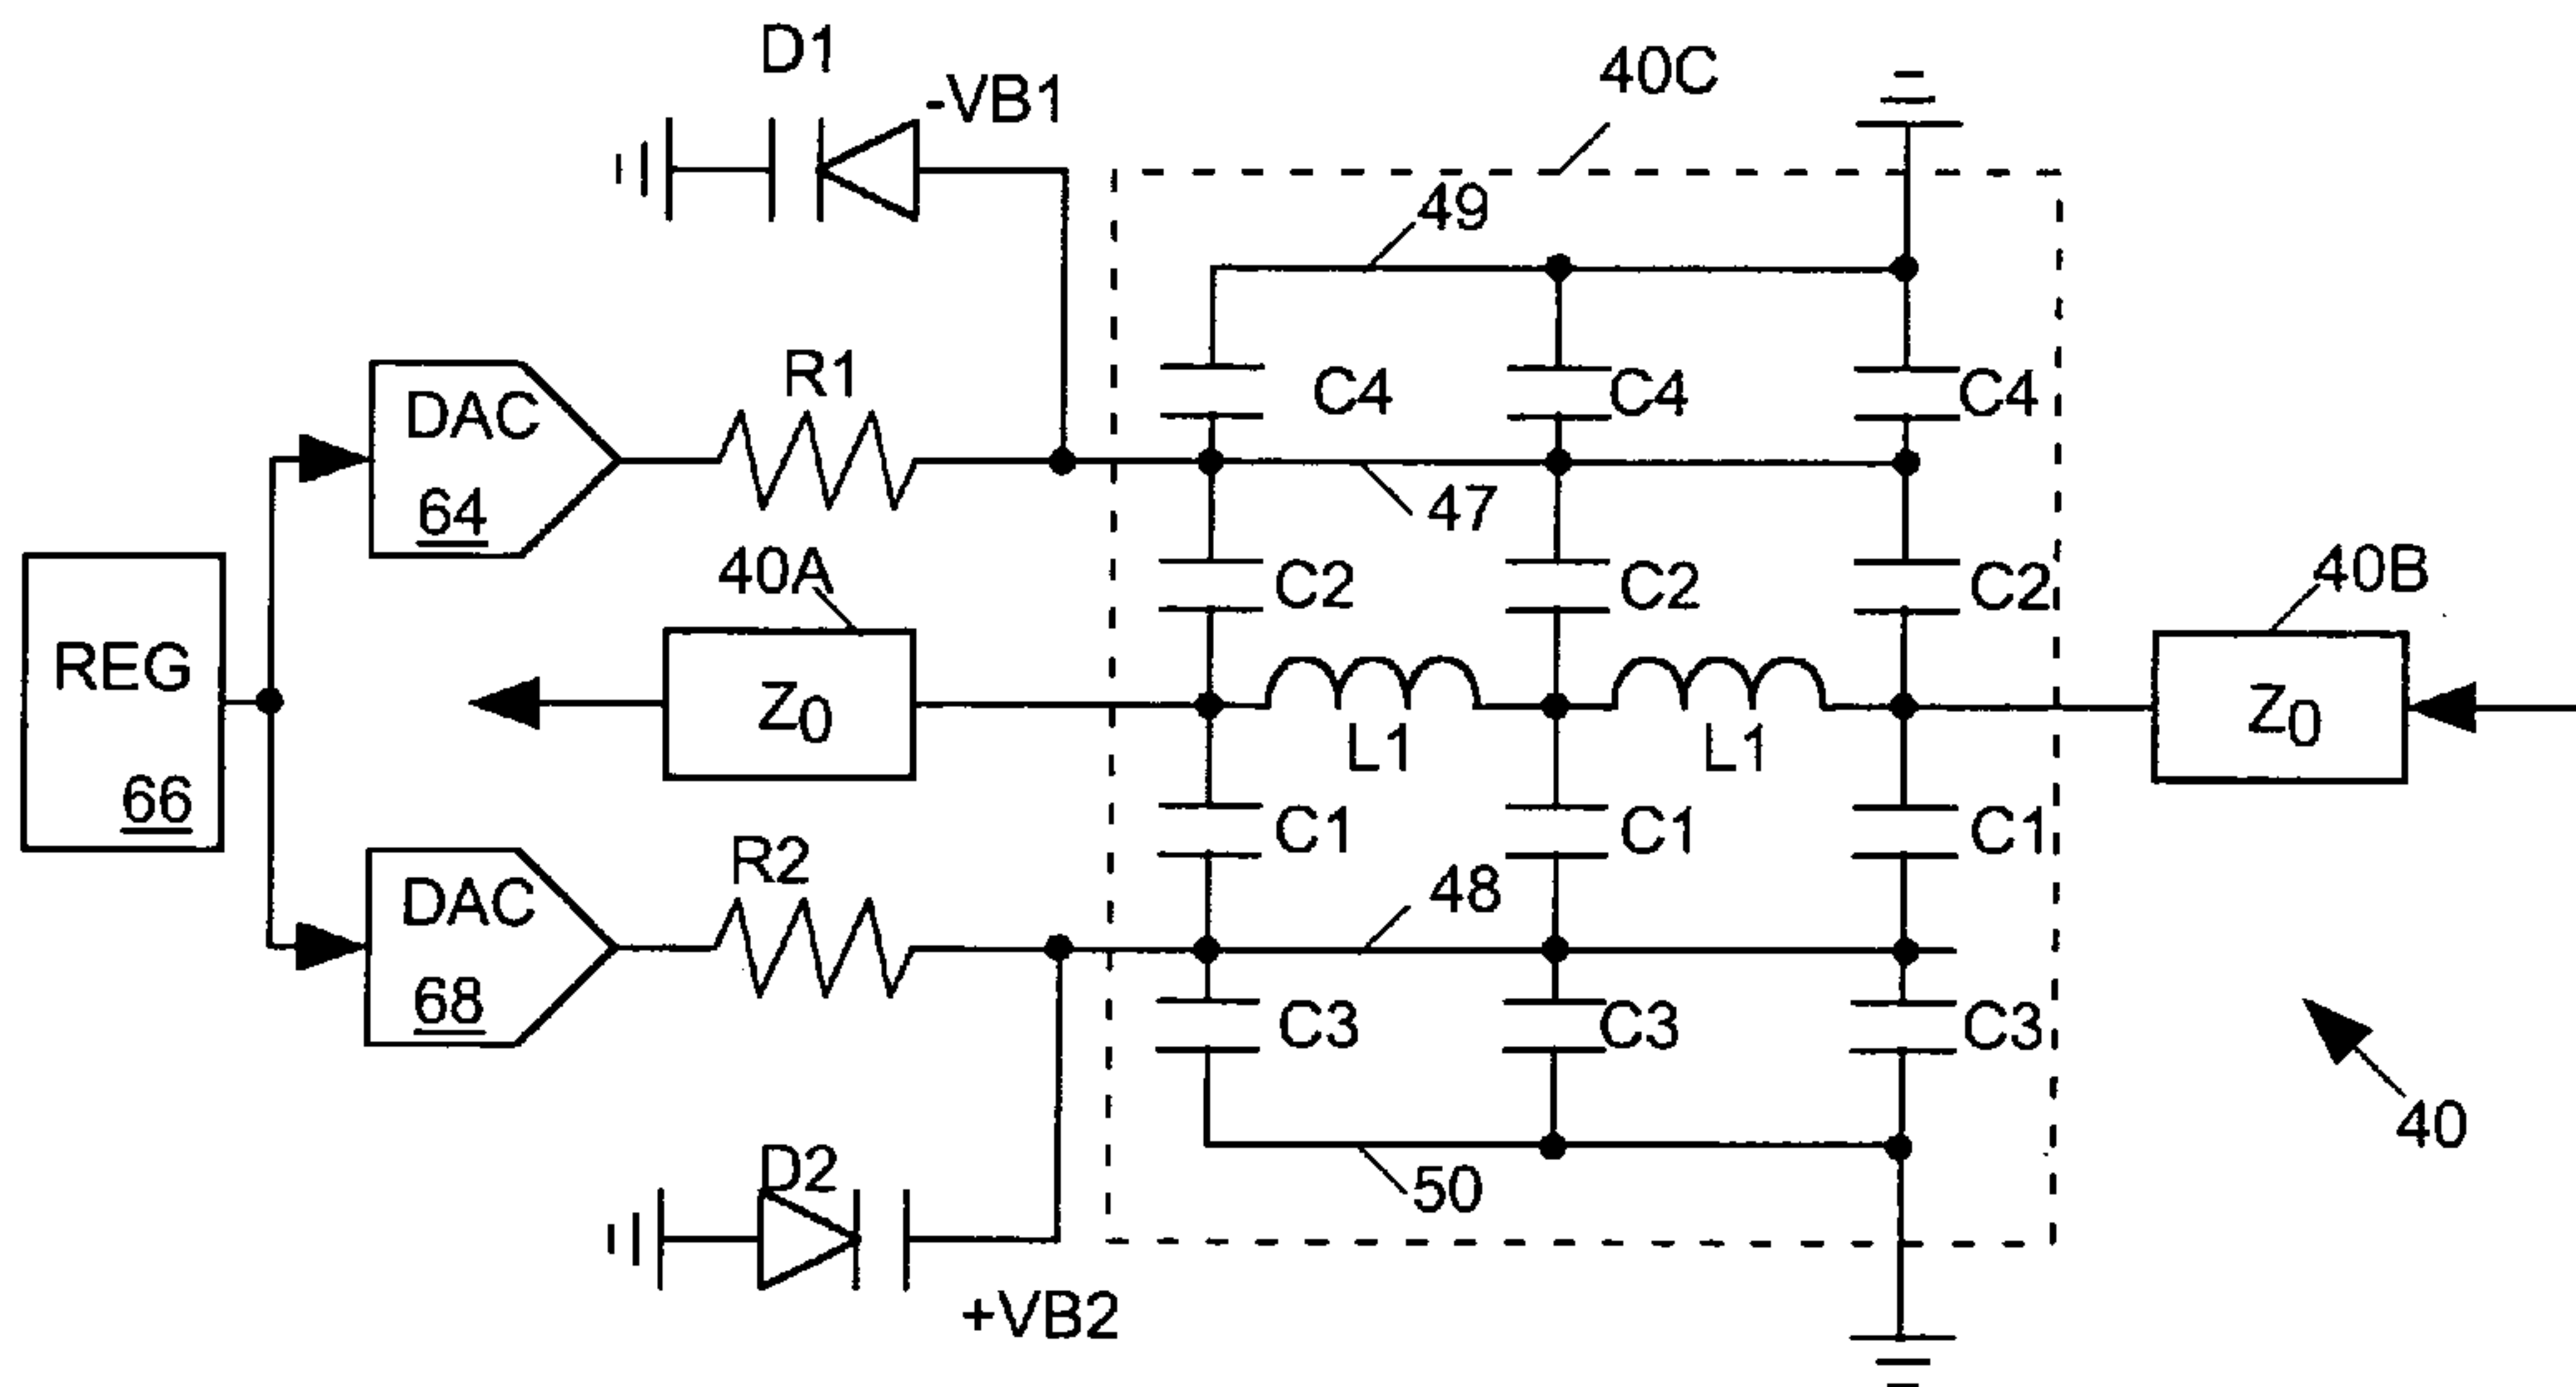 D1
-VB1
40C
49
R1
C4 C4 C4
DAC
64
47
40A
C2 C2 C2
40B
REG
66
Z0
L1 L1
Z0
R2
C1 C1 C1
48
DAC
68
C3 C3 C3
40
D2
50
+VB2